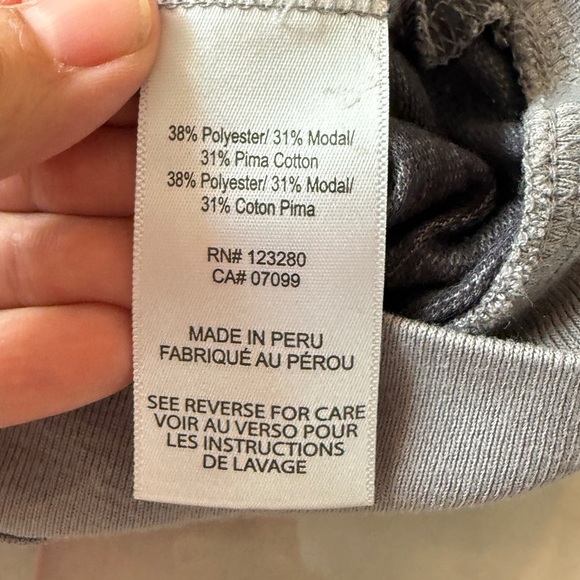 38% Polyester/ 31% Modal/
31% Pima Cotton
38% Polyester/ 31% Modal/
31% Coton Pima
RN# 123280
CA# 07099
MADE IN PERU
FABRIQUÉ AU PÉROU
SEE REVERSE FOR CARE
VOIR AU VERSO POUR
LES INSTRUCTIONS
DE LAVAGE